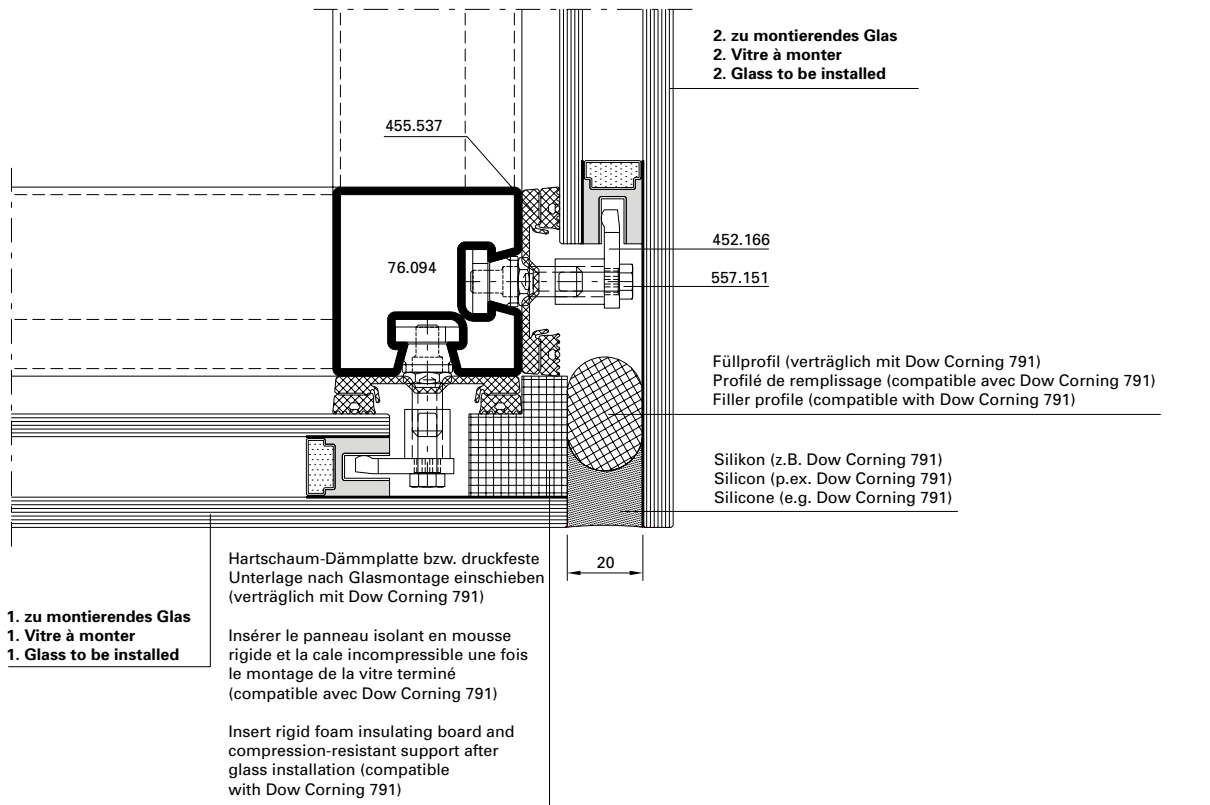 2. zu montierendes Glas
2. Vitre à monter
2. Glass to be installed
455.537
76.094
452.166
557.151
Füllprofil (verträglich mit Dow Corning 791)
Profilé de remplissage (compatible avec Dow Corning 791)
Filler profile (compatible with Dow Corning 791)
Silikon (z.B. Dow Corning 791)
Silicon (p.ex. Dow Corning 791)
Silicone (e.g. Dow Corning 791)
20
1. zu montierendes Glas
1. Vitre à monter
1. Glass to be installed
Hartschaum-Dämmplatte bzw. druckfeste
Unterlage nach Glasmontage einschieben
(verträglich mit Dow Corning 791)
Insérer le panneau isolant en mousse
rigide et la cale incompressible une fois
le montage de la vitre terminé
(compatible avec Dow Corning 791)
Insert rigid foam insulating board and
compression-resistant support after
glass installation (compatible
with Dow Corning 791)